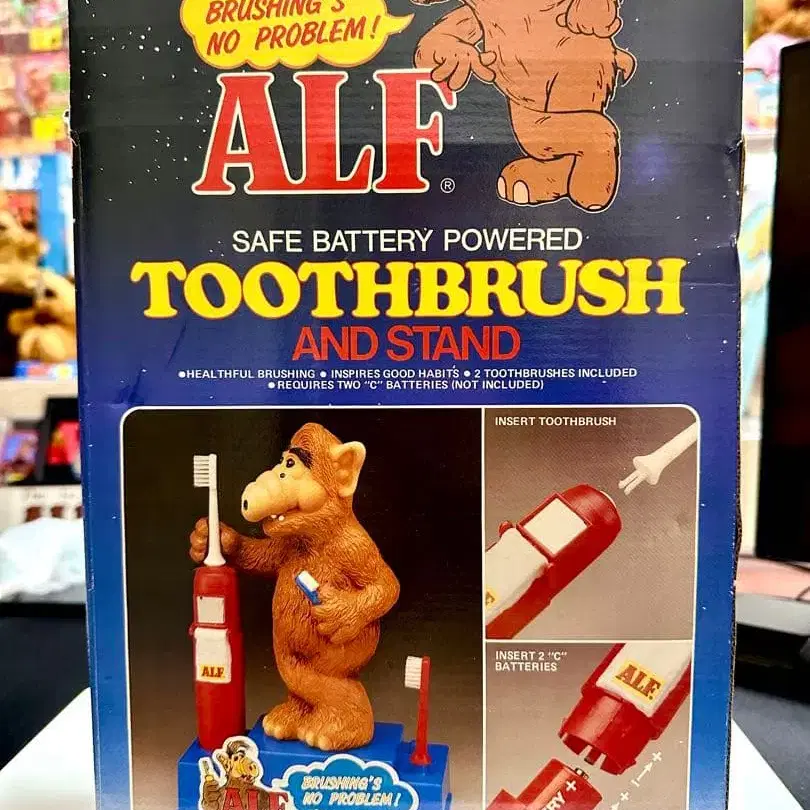 BRUSHING'S
NO PROBLEM!
ALF®
SAFE BATTERY POWERED
TOOTHBRUSH
AND STAND
•HEALTHFUL BRUSHING • INSPIRES GOOD HABITS • 2 TOOTHBRUSHES INCLUDED
• REQUIRES TWO "C" BATTERIES (NOT INCLUDED)
INSERT TOOTHBRUSH
ALF
INSERT 2 "C"
BATTERIES
ALF
BRUSHING'S
NO PROBLEM!
ALF